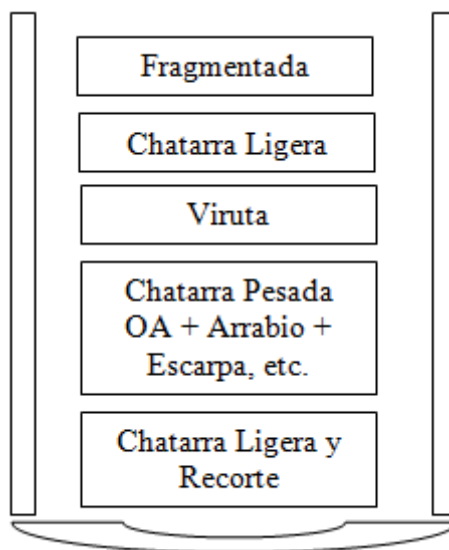 Fragmentada
Chatarra Ligera
Viruta
Chatarra Pesada
OA + Arrabio +
Escarpa, etc.
Chatarra Ligera y
Recorte